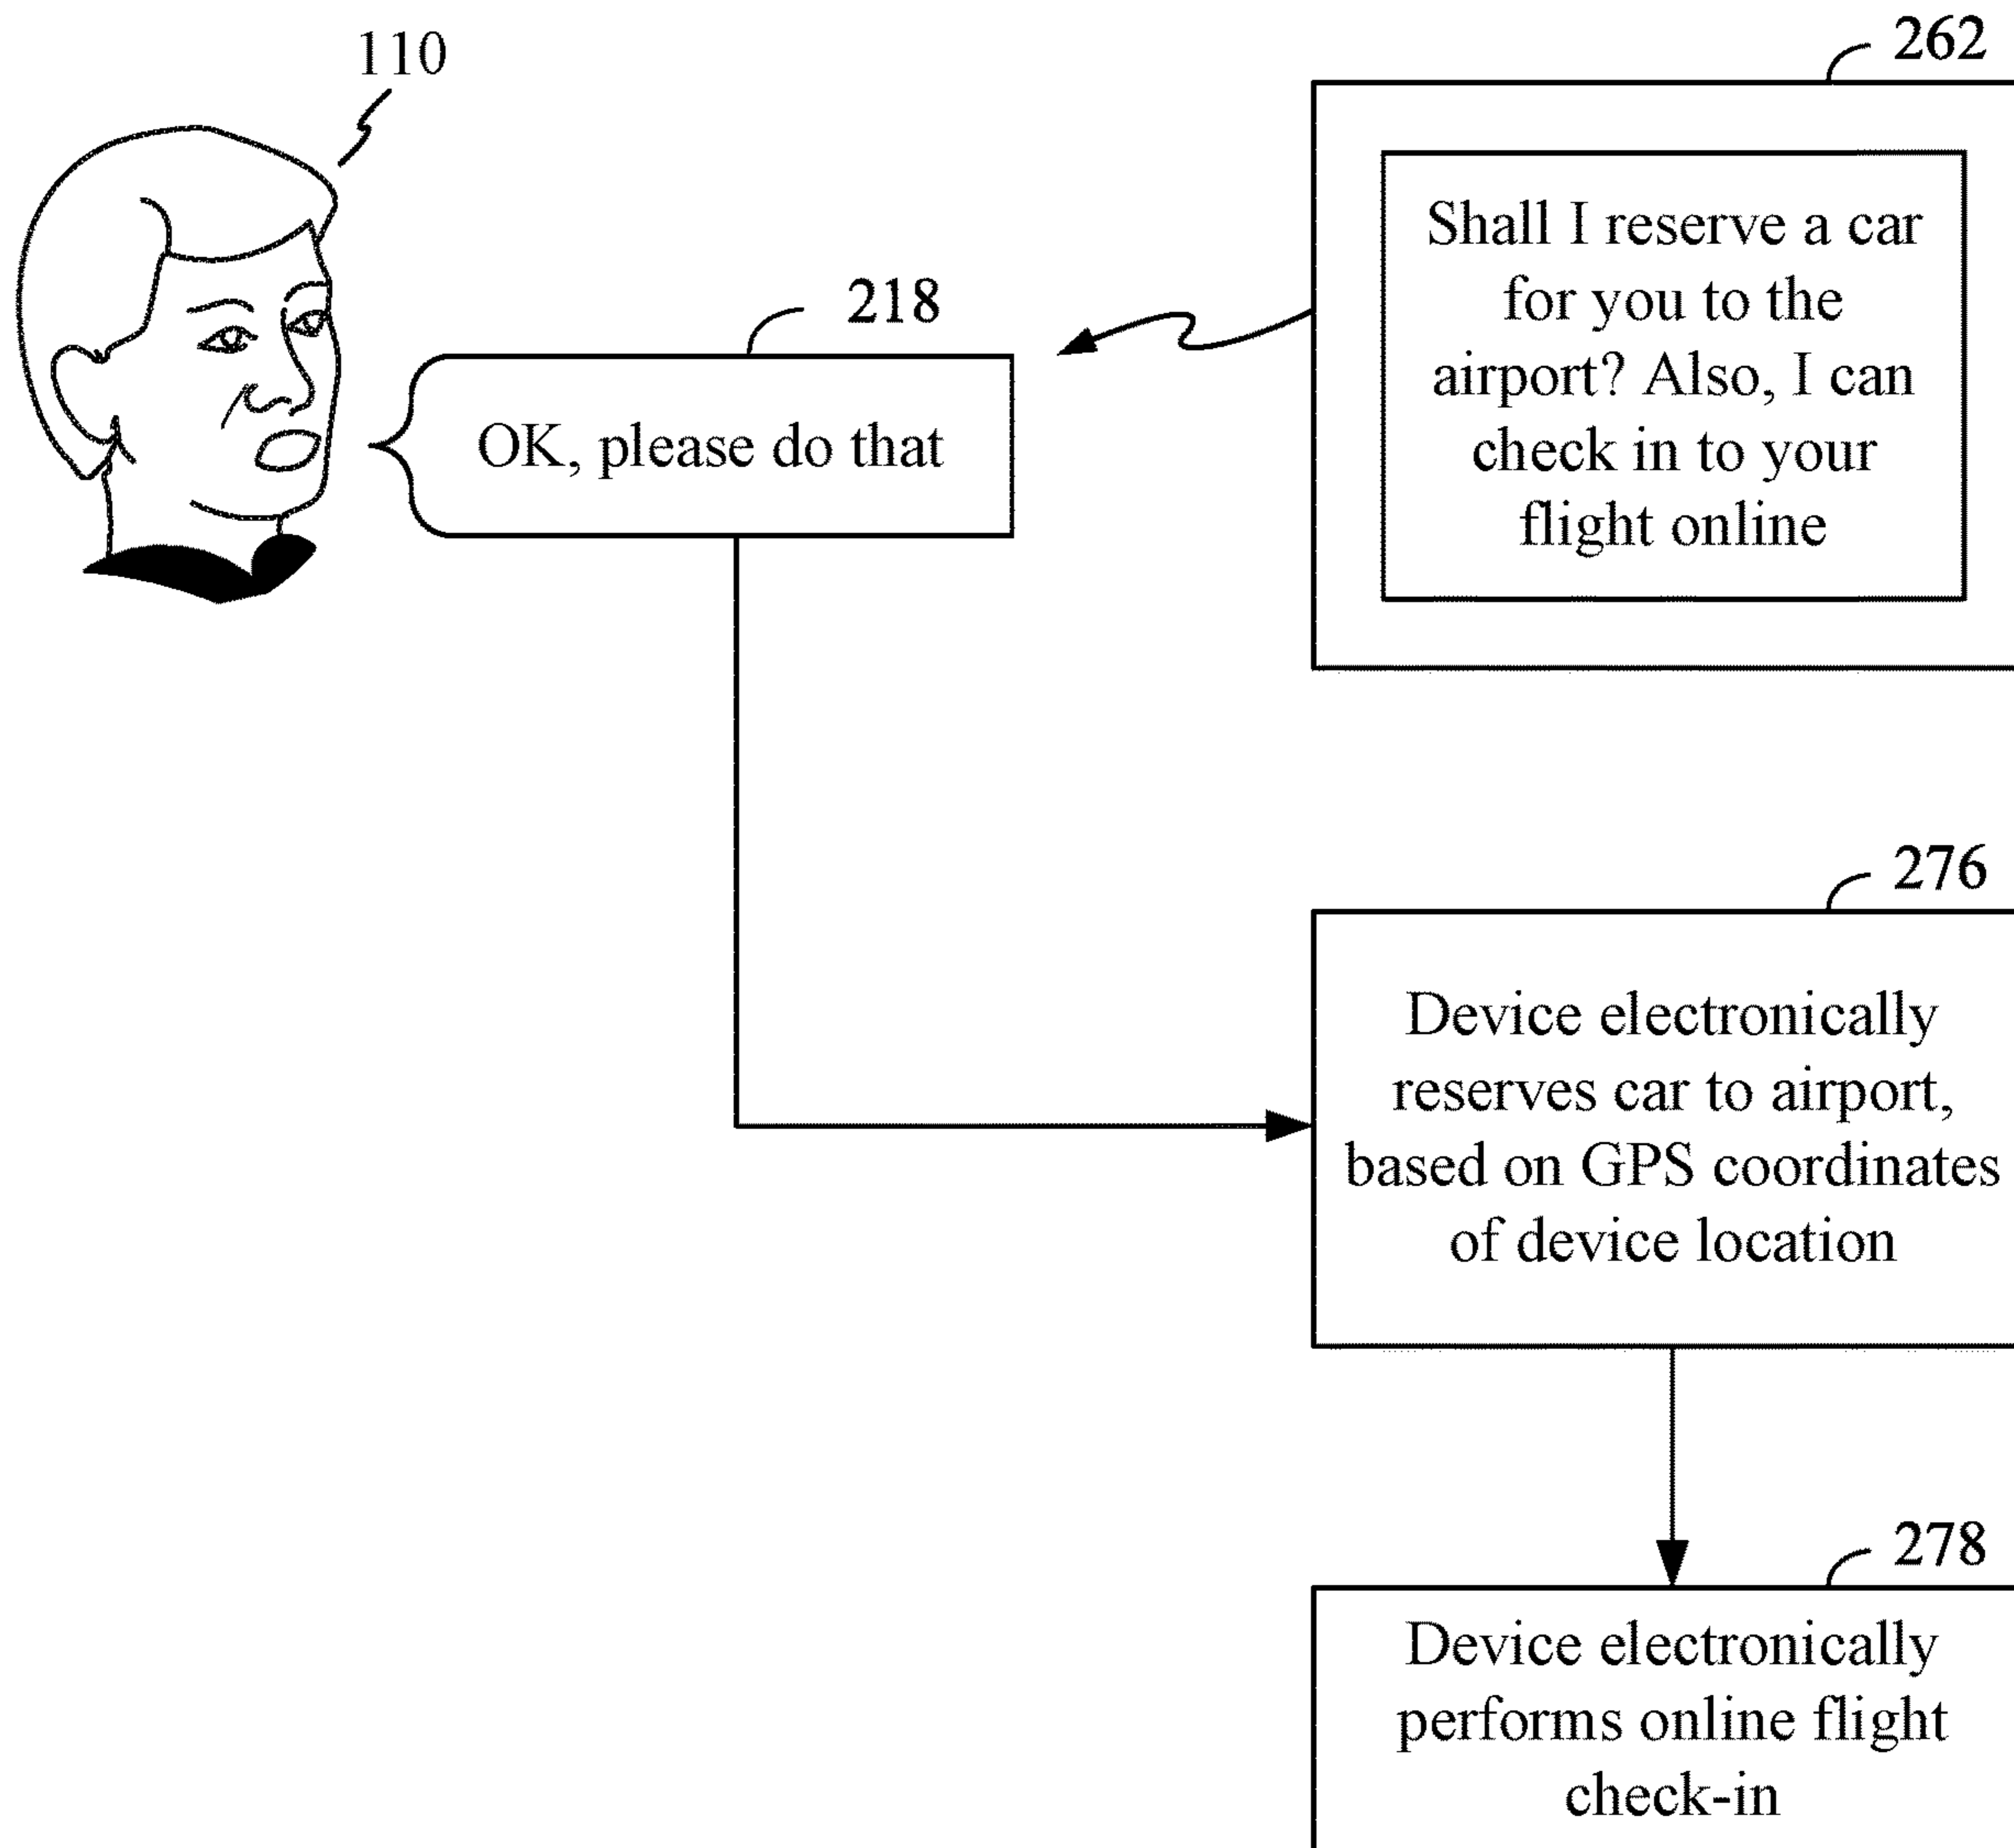 110
262
Shall I reserve a car
for you to the
airport? Also, I can
check in to your
flight online
218
OK, please do that
276
Device electronically
reserves car to airport,
based on GPS coordinates
of device location
278
Device electronically
performs online flight
check-in